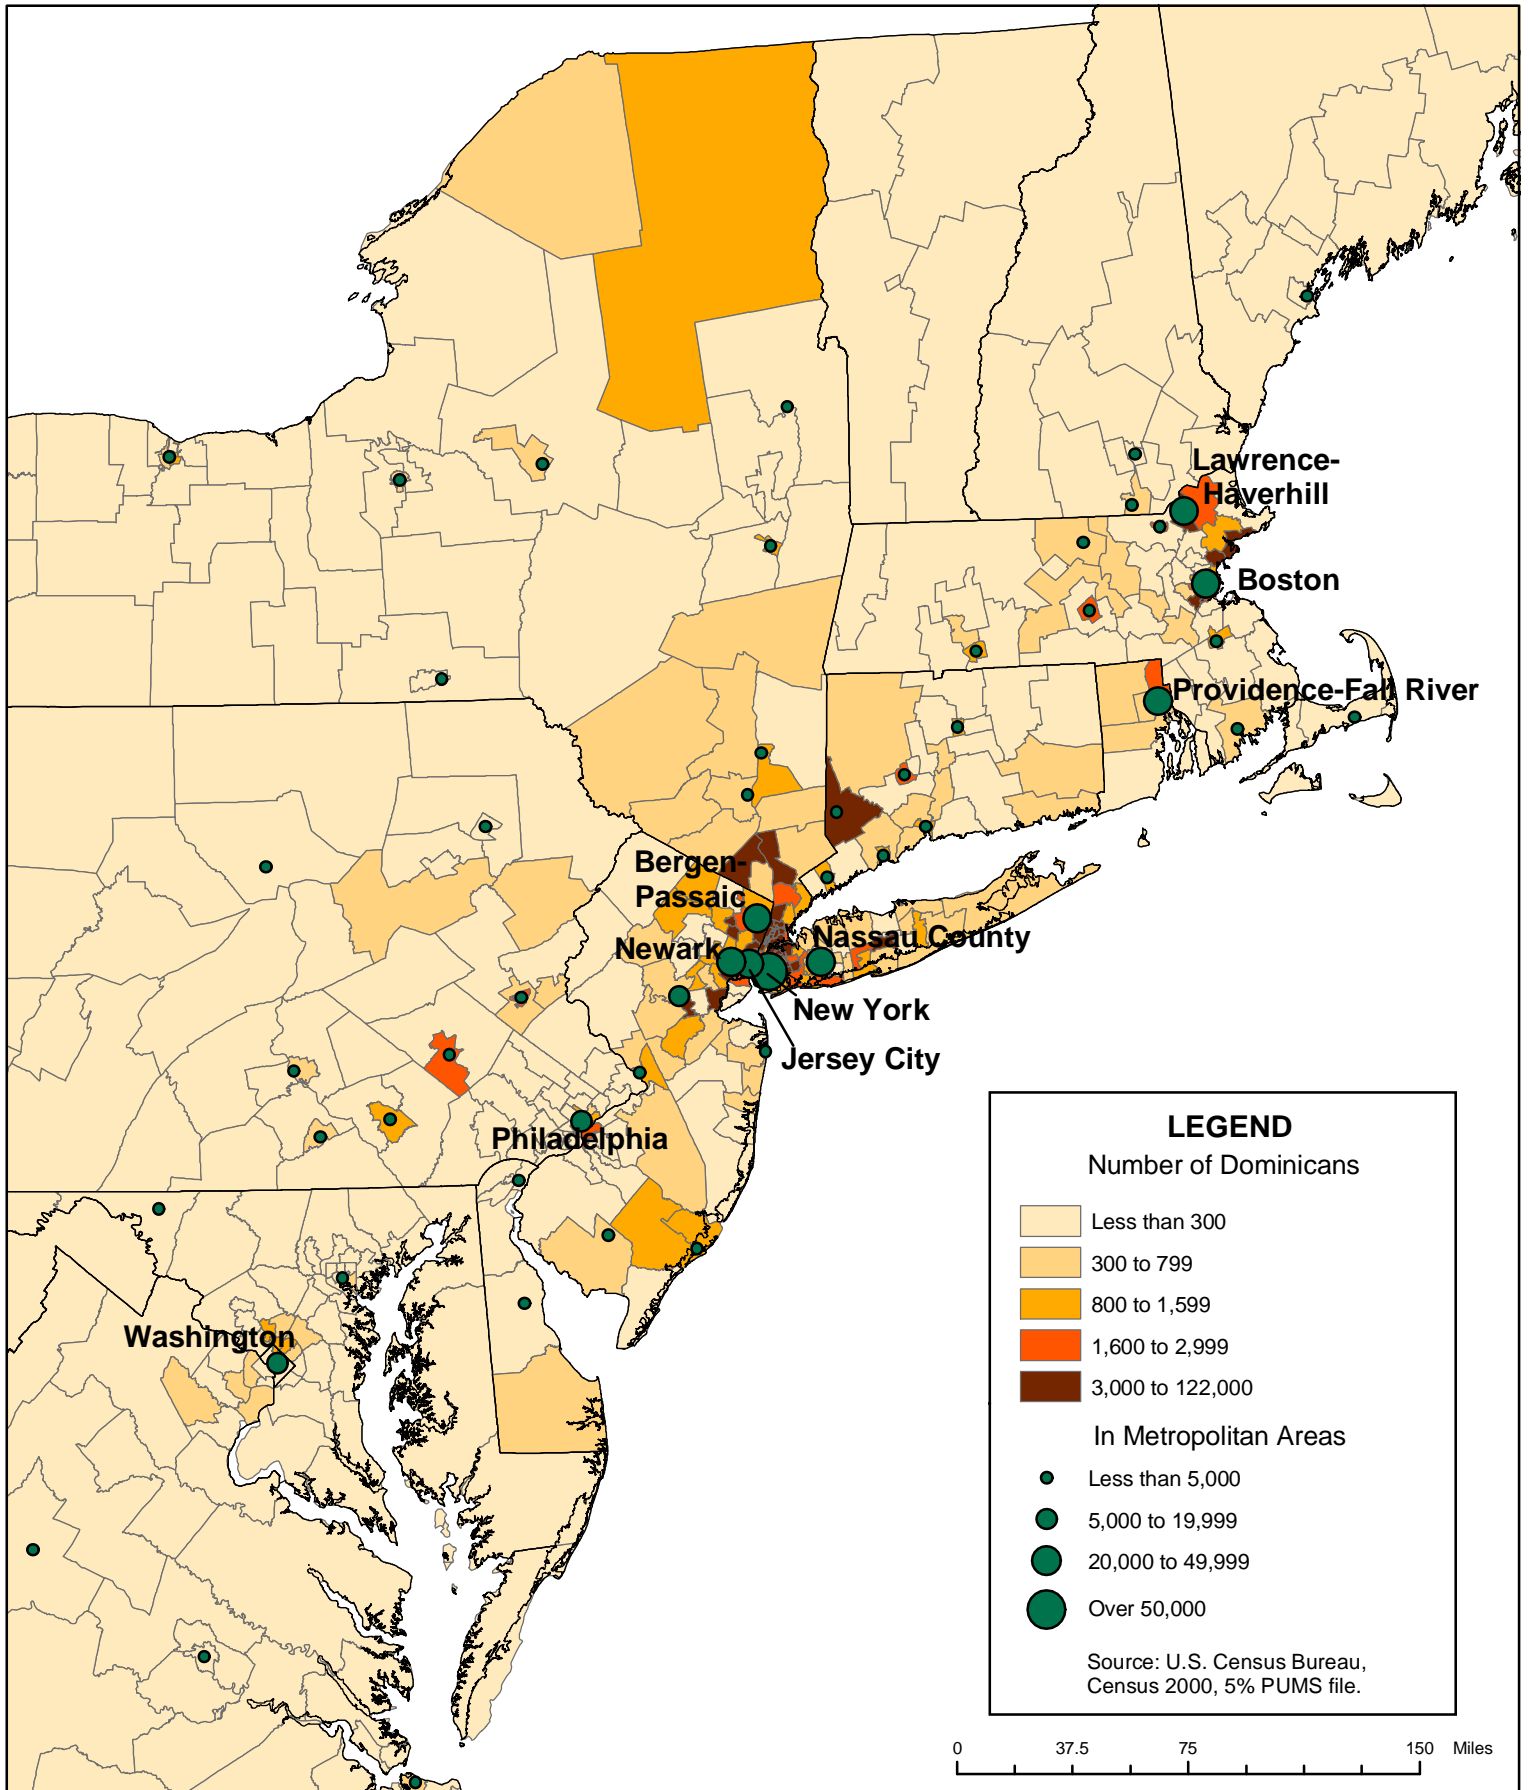 Lawrence-
Haverhill
Boston
Providence-Fall River
Bergen-
Passaic
Newark
Nassau County
New York
Jersey City
Philadelphia
Washington
LEGEND
Number of Dominicans
Less than 300
300 to 799
800 to 1,599
1,600 to 2,999
3,000 to 122,000
In Metropolitan Areas
Less than 5,000
5,000 to 19,999
20,000 to 49,999
Over 50,000
Source: U.S. Census Bureau,
Census 2000, 5% PUMS file.
0 37.5 75 150 Miles